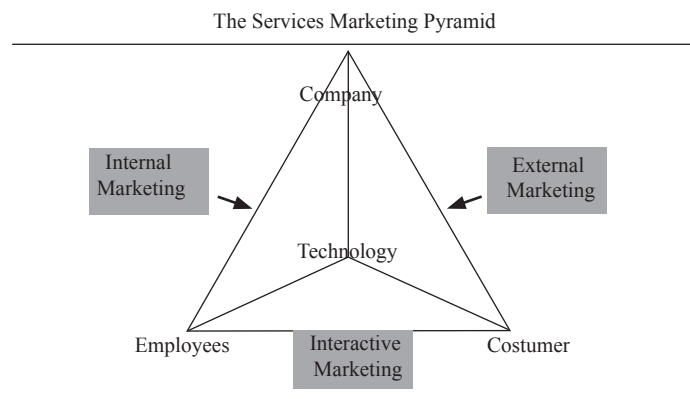 The Services Marketing Pyramid
Company
Internal
Marketing
External
Marketing
Technology
Employees
Interactive
Marketing
Costumer